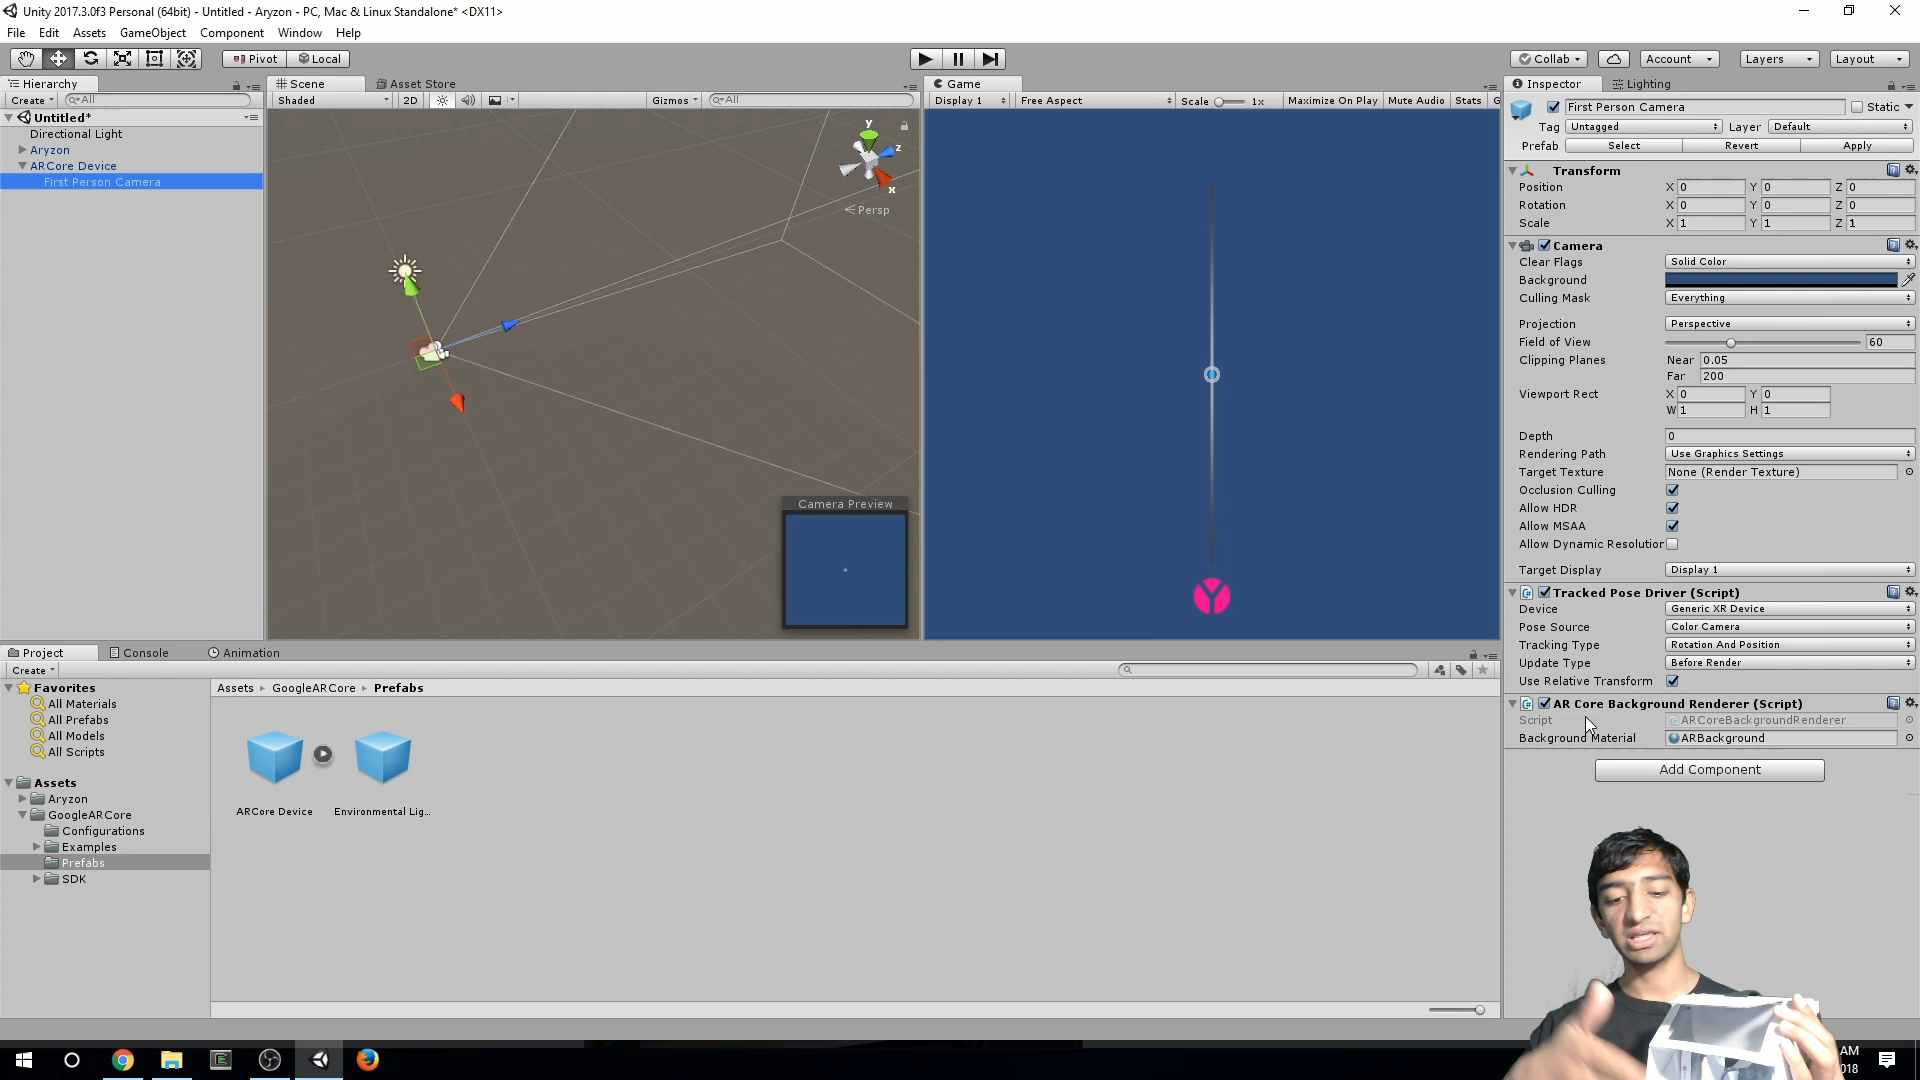 Unity 2017.3.0f3 Personal (64bit) - Untitled - Aryzon - PC, Mac & Linux Standalone* <DX11>
File Edit Assets GameObject Component Window Help
Pivot Local Collab Account Layers Layout
Hierarchy
Create All
Untitled*
Directional Light
Aryzon
ARCore Device
First Person Camera
Scene Asset Store
Shaded 2D Gizmos All
y
z
x
Persp
Camera Preview
Game
Display 1 Free Aspect Scale 1x Maximize On Play Mute Audio Stats G
Inspector Lighting
First Person Camera Static
Tag Untagged Layer Default
Prefab Select Revert Apply
Transform
Position X 0 Y 0 Z 0
Rotation X 0 Y 0 Z 0
Scale X 1 Y 1 Z 1
Camera
Clear Flags Solid Color
Background
Culling Mask Everything
Projection Perspective
Field of View 60
Clipping Planes Near 0.05
Far 200
Viewport Rect X 0 Y 0
W 1 H 1
Depth 0
Rendering Path Use Graphics Settings
Target Texture None (Render Texture)
Occlusion Culling
Allow HDR
Allow MSAA
Allow Dynamic Resolution
Target Display Display 1
Tracked Pose Driver (Script)
Device Generic XR Device
Pose Source Color Camera
Tracking Type Rotation And Position
Update Type Before Render
Use Relative Transform
AR Core Background Renderer (Script)
Script ARCoreBackgroundRenderer
Background Material ARBackground
Add Component
Project Console Animation
Create
Favorites
All Materials
All Prefabs
All Models
All Scripts
Assets
Aryzon
GoogleARCore
Configurations
Examples
Prefabs
SDK
Assets GoogleARCore Prefabs
ARCore Device Environmental Lig...
AM
018